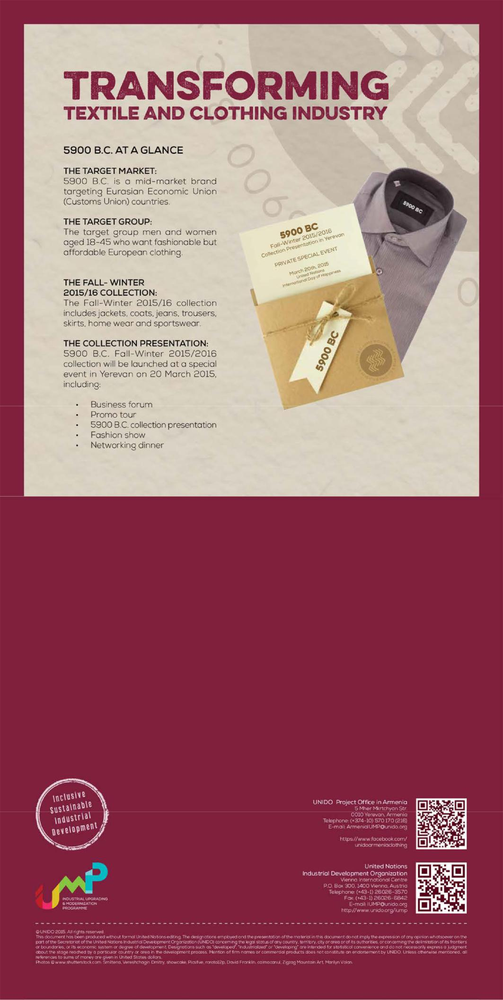 TRANSFORMING
TEXTILE AND CLOTHING INDUSTRY
5900 B.C. AT A GLANCE
THE TARGET MARKET:
5900 B.C. is a mid-market brand
targeting Eurasian Economic Union
(Customs Union) countries.
THE TARGET GROUP:
The target group men and women
aged 18-45 who want fashionable but
affordable European clothing.
THE FALL- WINTER
2015/16 COLLECTION:
The Fall-Winter 2015/16 collection
includes jackets, coats, jeans, trousers,
skirts, home wear and sportswear.
THE COLLECTION PRESENTATION:
5900 B.C. Fall-Winter 2015/2016
collection will be launched at a special
event in Yerevan on 20 March 2015,
including:
• Business forum
• Promo tour
• 5900 B.C. collection presentation
• Fashion show
• Networking dinner
5900 BC
5900 BC
Fall-Winter 2015/2016
Collection Presentation in Yerevan
PRIVATE SPECIAL EVENT
March 20th, 2015
United Nations
International Day of Happiness
5900 BC
Inclusive
Sustainable
Industrial
Development
UMP
INDUSTRIAL UPGRADING
& MODERNIZATION
PROGRAMME
UNIDO Project Office in Armenia
5 Mher Mkrtchyan Str.
0010 Yerevan, Armenia
Telephone: (+374-10) 570 170 (216)
E-mail: ArmeniaIUMP@unido.org
https://www.facebook.com/
unidoarmeniaclothing
United Nations
Industrial Development Organization
Vienna International Centre
P.O. Box 300, 1400 Vienna, Austria
Telephone: (+43-1) 26026-3570
Fax: (+43-1) 26026-6842
E-mail: IUMP@unido.org
http://www.unido.org/iump
© UNIDO 2015. All rights reserved.
This document has been produced without formal United Nations editing. The designations employed and the presentation of the material in this document do not imply the expression of any opinion whatsoever on the
part of the Secretariat of the United Nations Industrial Development Organization (UNIDO) concerning the legal status of any country, territory, city or area or of its authorities, or concerning the delimitation of its frontiers
or boundaries, or its economic system or degree of development. Designations such as "developed", "industrialized" or "developing" are intended for statistical convenience and do not necessarily express a judgment
about the stage reached by a particular country or area in the development process. Mention of firm names or commercial products does not constitute an endorsement by UNIDO. Unless otherwise mentioned, all
references to sums of money are given in United States dollars.
Photos © www.shutterstock.com: Smiltena, Vereshchagin Dmitry, showcake, Picsfive, roroto12p, David Franklin, caimacanul, Zigzag Mountain Art, Marilyn Volan.